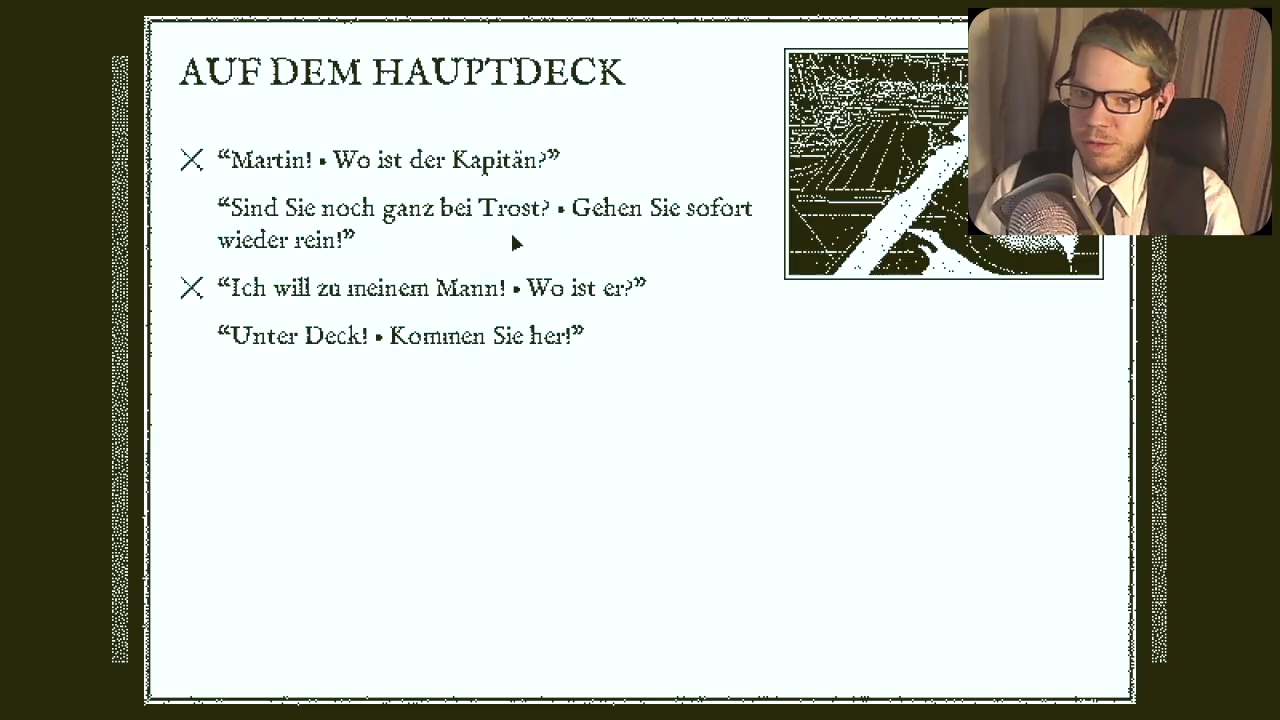 AUF DEM HAUPTDECK
“Martin! • Wo ist der Kapitän?”
“Sind Sie noch ganz bei Trost? • Gehen Sie sofort
wieder rein!”
“Ich will zu meinem Mann! • Wo ist er?”
“Unter Deck! • Kommen Sie her!”